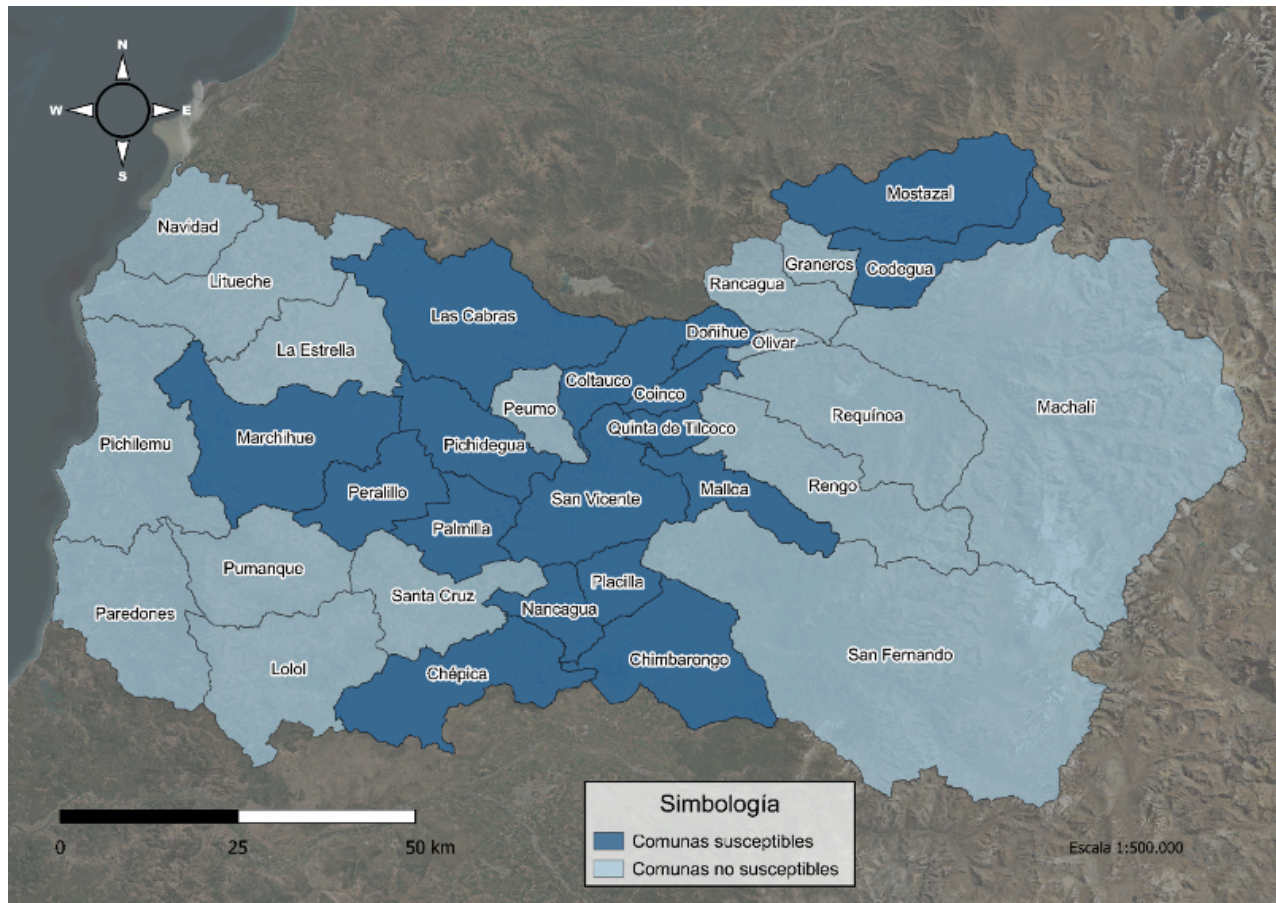 N
W
E
S
Mostazal
Navidad
Graneros
Codegua
Litueche
Rancagua
Las Cabras
Doñihue
Olivar
La Estrella
Coltauco
Coinco
Peumo
Machalí
Requínoa
Quinta de Tilcoco
Marchihue
Pichilemu
Pichidegua
Rengo
Malloa
Peralillo
San Vicente
Palmilla
Pumanque
Placilla
Santa Cruz
Nancagua
Paredones
San Fernando
Chimbarongo
Lolol
Chépica
Simbología
Comunas susceptibles
Comunas no susceptibles
0
25
50 km
Escala 1:500.000